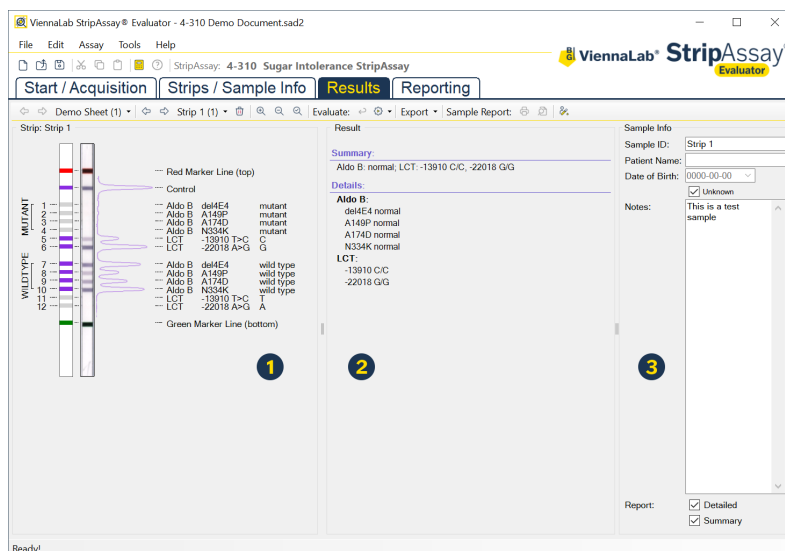 ViennaLab StripAssay® Evaluator - 4-310 Demo Document.sad2
File Edit Assay Tools Help
StripAssay: 4-310 Sugar Intolerance StripAssay
ViennaLab® StripAssay®
Evaluator
Start / Acquisition Strips / Sample Info Results Reporting
Demo Sheet (1) Strip 1 (1) Evaluate: Export Sample Report:
Strip: Strip 1
Red Marker Line (top)
Control
MUTANT
1 Aldo B del4E4 mutant
2 Aldo B A149P mutant
3 Aldo B A174D mutant
4 Aldo B N334K mutant
5 LCT -13910 T>C C
6 LCT -22018 A>G G
WILDTYPE
7 Aldo B del4E4 wild type
8 Aldo B A149P wild type
9 Aldo B A174D wild type
10 Aldo B N334K wild type
11 LCT -13910 T>C T
12 LCT -22018 A>G A
Green Marker Line (bottom)
1
Result
Summary:
Aldo B: normal; LCT: -13910 C/C, -22018 G/G
Details:
Aldo B:
del4E4 normal
A149P normal
A174D normal
N334K normal
LCT:
-13910 C/C
-22018 G/G
2
Sample Info
Sample ID: Strip 1
Patient Name:
Date of Birth: 0000-00-00
Unknown
Notes: This is a test
sample
3
Report: Detailed
Summary
Ready!